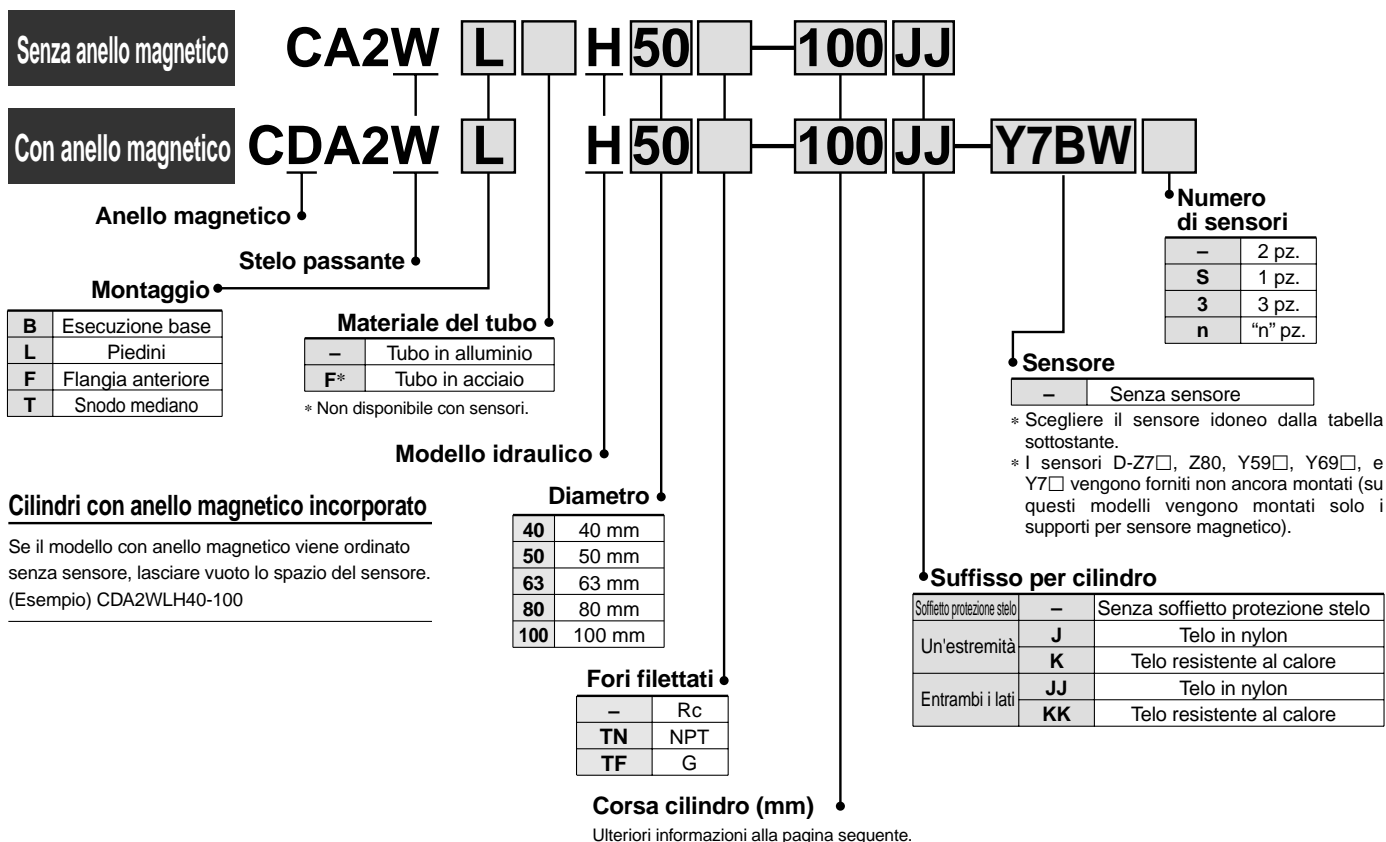 Senza anello magnetico CA2W L H 50 — 100 JJ
Con anello magnetico CDA2W L H 50 — 100 JJ — Y7BW
Anello magnetico
Stelo passante
Montaggio
B Esecuzione base
L Piedini
F Flangia anteriore
T Snodo mediano
Materiale del tubo
– Tubo in alluminio
F* Tubo in acciaio
* Non disponibile con sensori.
Modello idraulico
Numero
di sensori
– 2 pz.
S 1 pz.
3 3 pz.
n “n” pz.
Sensore
– Senza sensore
* Scegliere il sensore idoneo dalla tabella
sottostante.
* I sensori D-Z7□, Z80, Y59□, Y69□, e
Y7□ vengono forniti non ancora montati (su
questi modelli vengono montati solo i
supporti per sensore magnetico).
Cilindri con anello magnetico incorporato
Se il modello con anello magnetico viene ordinato
senza sensore, lasciare vuoto lo spazio del sensore.
(Esempio) CDA2WLH40-100
Diametro
40 40 mm
50 50 mm
63 63 mm
80 80 mm
100 100 mm
Suffisso per cilindro
Soffietto protezione stelo – Senza soffietto protezione stelo
Un'estremità J Telo in nylon
K Telo resistente al calore
Entrambi i lati JJ Telo in nylon
KK Telo resistente al calore
Fori filettati
– Rc
TN NPT
TF G
Corsa cilindro (mm)
Ulteriori informazioni alla pagina seguente.